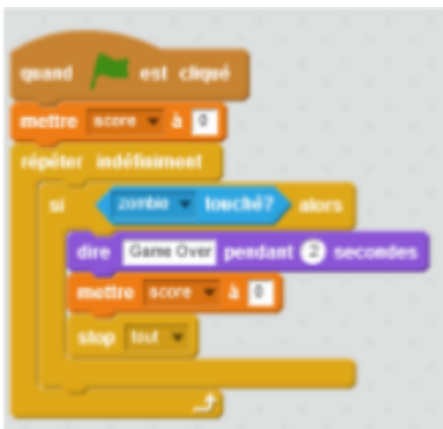 quand est cliqué
mettre score à 0
répéter indéfiniment
si zombie touché? alors
dire Game Over pendant 2 secondes
mettre score à 0
stop tout